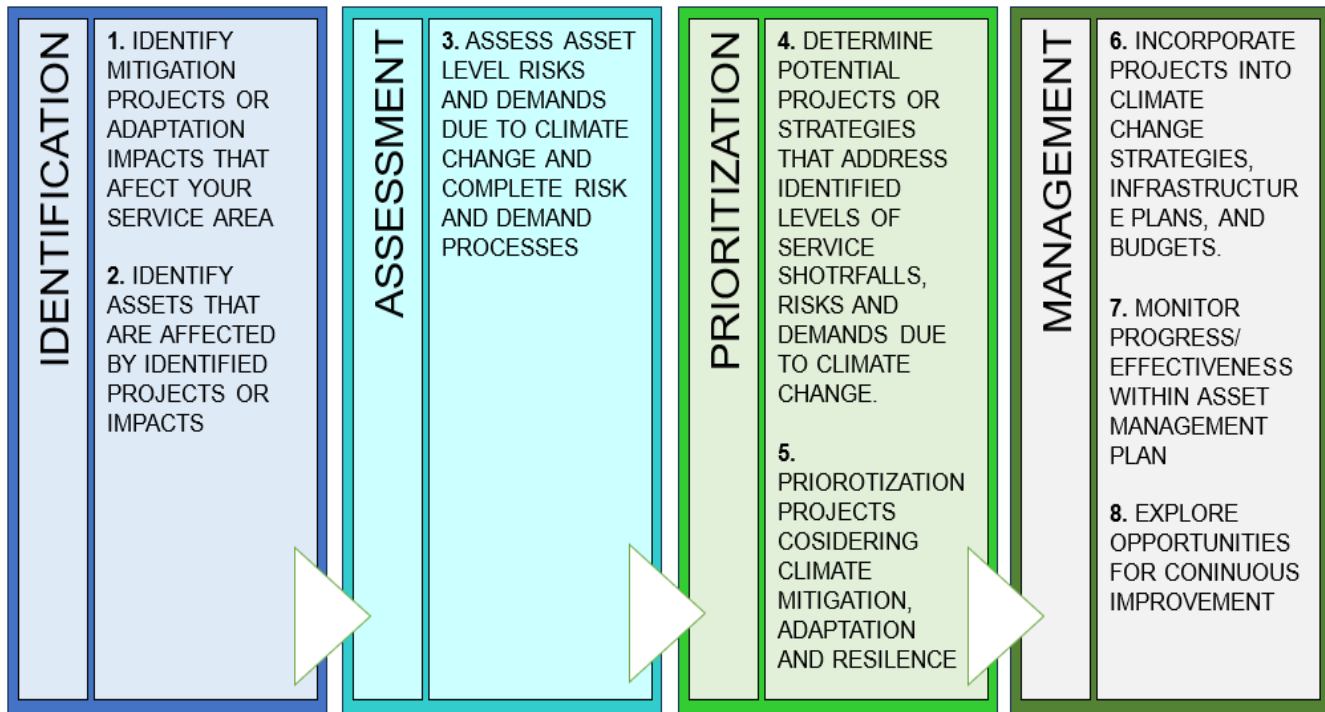 IDENTIFICATION
1. IDENTIFY
MITIGATION
PROJECTS OR
ADAPTATION
IMPACTS THAT
AFECT YOUR
SERVICE AREA
2. IDENTIFY
ASSETS THAT
ARE AFFECTED
BY IDENTIFIED
PROJECTS OR
IMPACTS
ASSESSMENT
3. ASSESS ASSET
LEVEL RISKS
AND DEMANDS
DUE TO CLIMATE
CHANGE AND
COMPLETE RISK
AND DEMAND
PROCESSES
PRIORITIZATION
4. DETERMINE
POTENTIAL
PROJECTS OR
STRATEGIES
THAT ADDRESS
IDENTIFIED
LEVELS OF
SERVICE
SHOTRFALLS,
RISKS AND
DEMANDS DUE
TO CLIMATE
CHANGE.
5.
PRIOROTIZATION
PROJECTS
COSIDERING
CLIMATE
MITIGATION,
ADAPTATION
AND RESILENCE
MANAGEMENT
6. INCORPORATE
PROJECTS INTO
CLIMATE
CHANGE
STRATEGIES,
INFRASTRUCTUR
E PLANS, AND
BUDGETS.
7. MONITOR
PROGRESS/
EFFECTIVENESS
WITHIN ASSET
MANAGEMENT
PLAN
8. EXPLORE
OPPORTUNITIES
FOR CONINUOUS
IMPROVEMENT